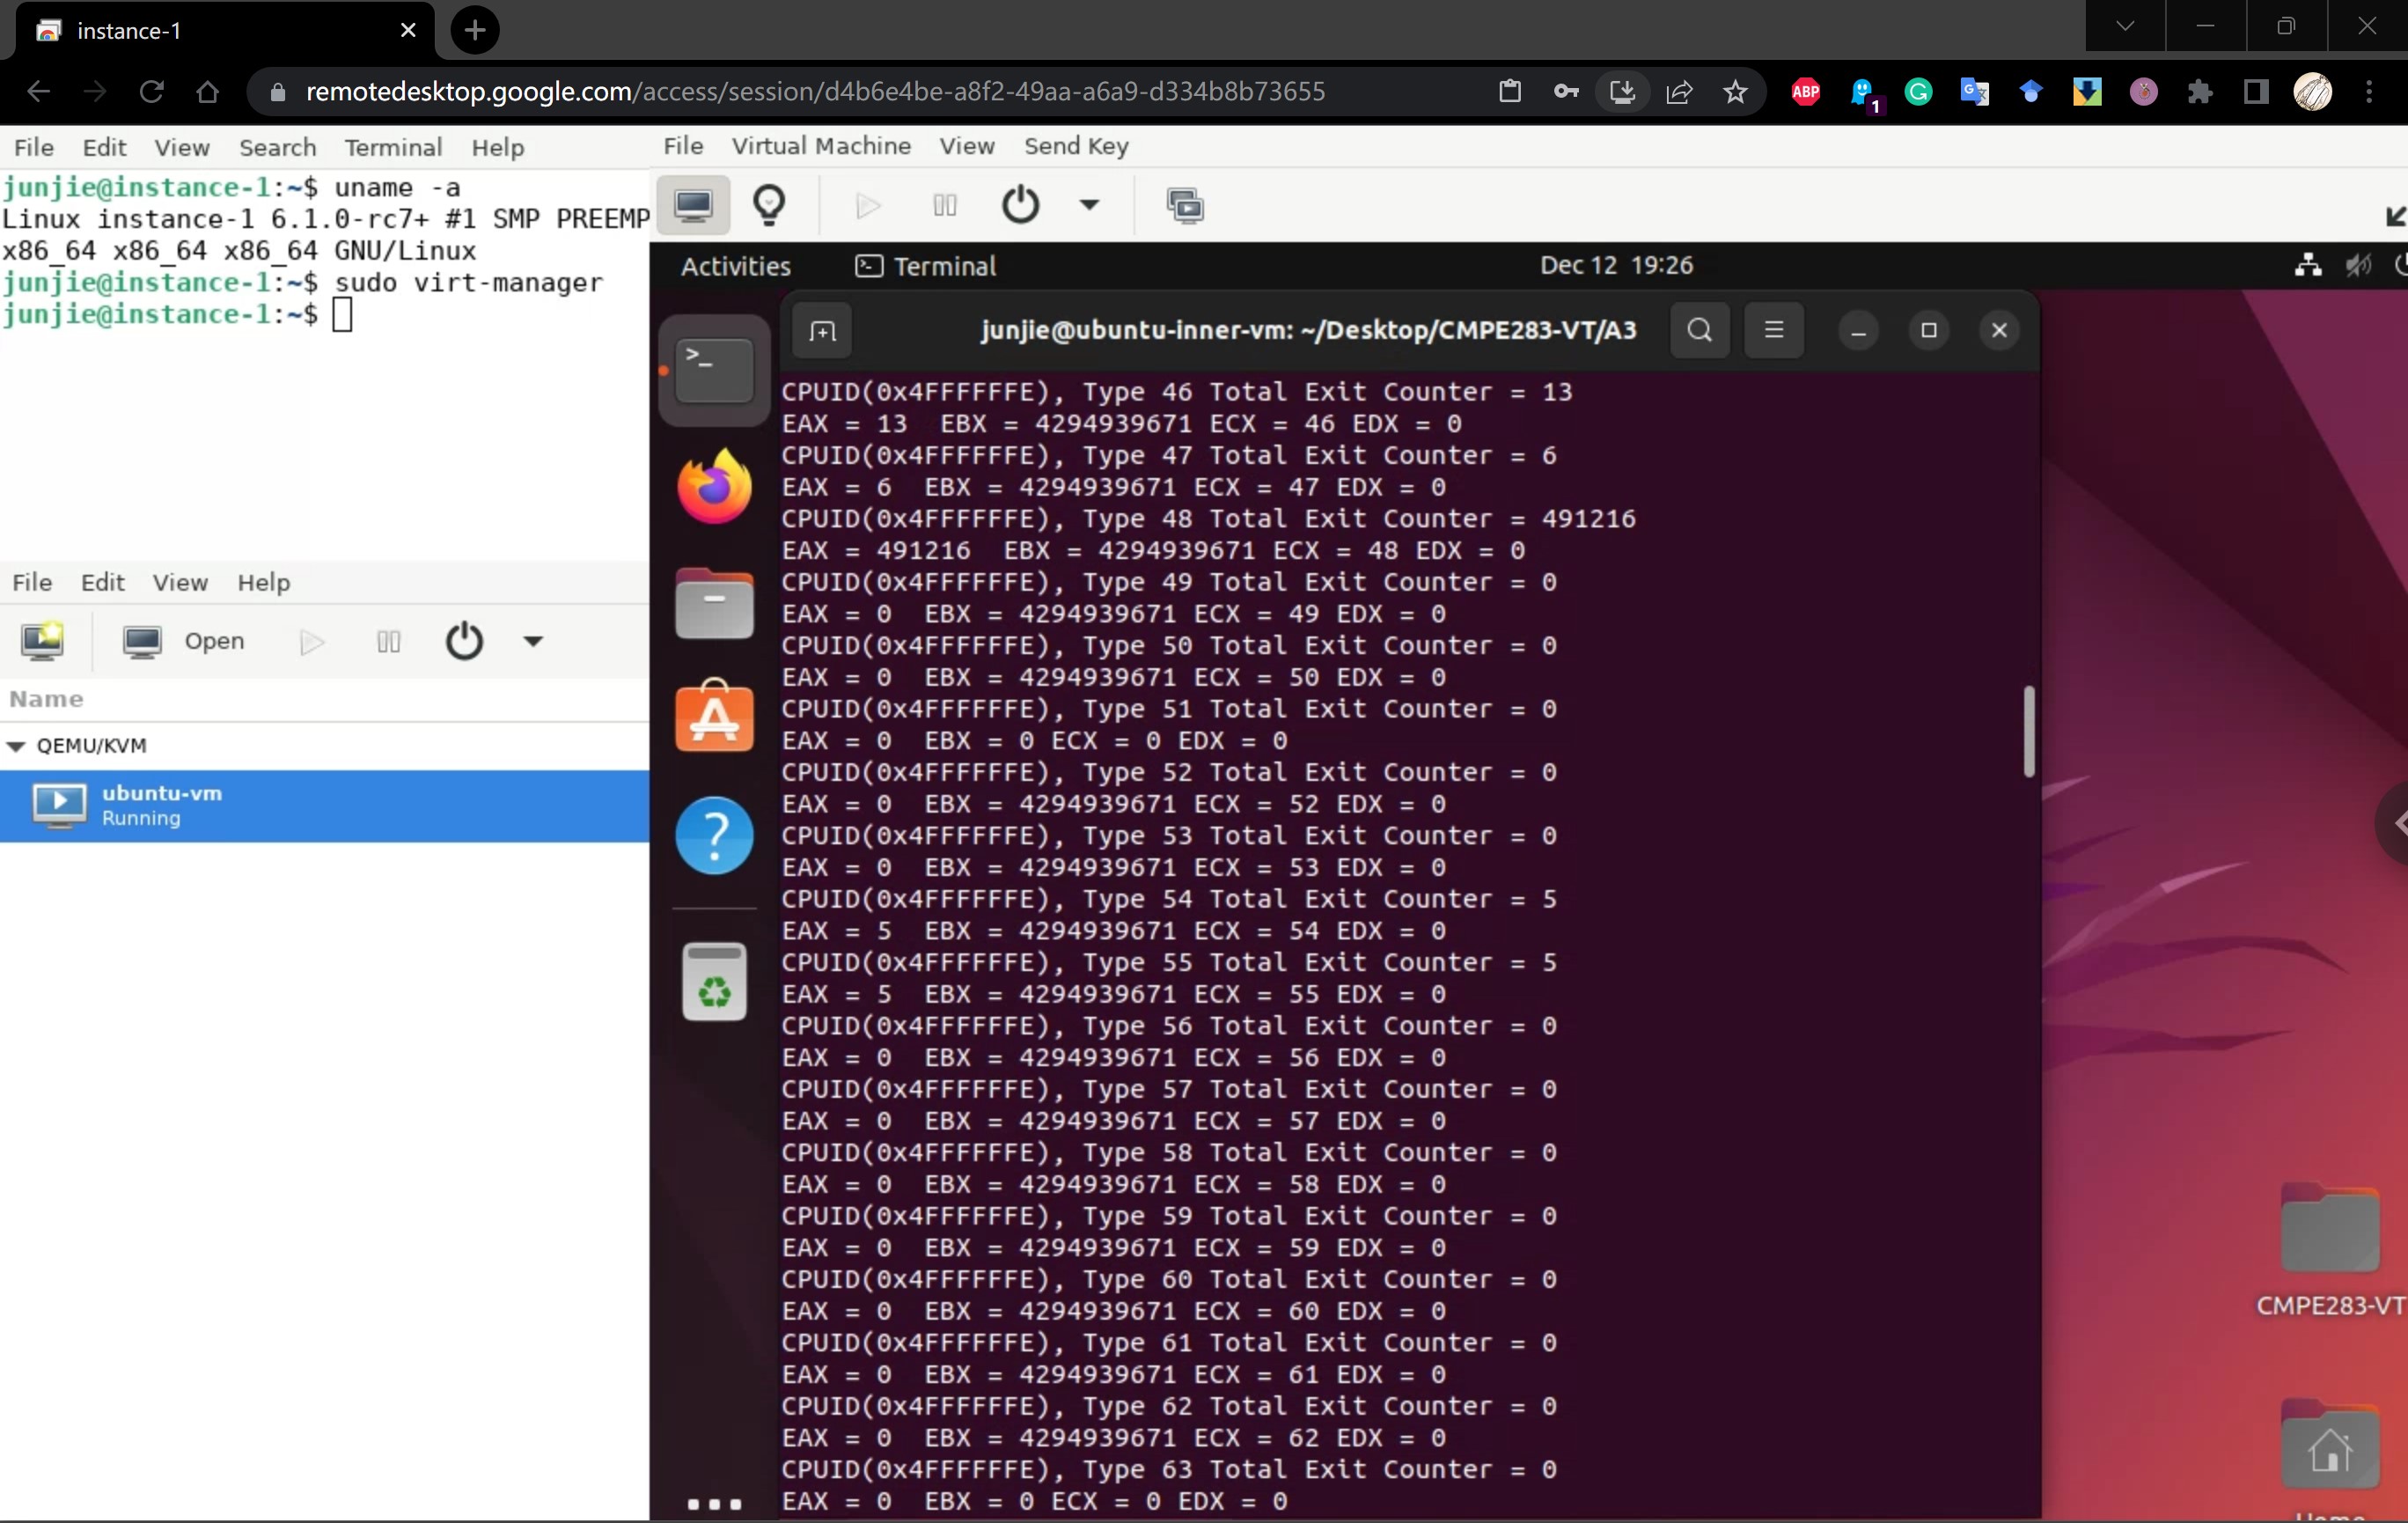 instance-1
remotedesktop.google.com/access/session/d4b6e4be-a8f2-49aa-a6a9-d334b8b73655
ABP
1
File Edit View Search Terminal Help
junjie@instance-1:~$ uname -a
Linux instance-1 6.1.0-rc7+ #1 SMP PREEMP
x86_64 x86_64 x86_64 GNU/Linux
junjie@instance-1:~$ sudo virt-manager
junjie@instance-1:~$
File Edit View Help
Open
Name
QEMU/KVM
ubuntu-vm
Running
File Virtual Machine View Send Key
Activities Terminal Dec 12 19:26
junjie@ubuntu-inner-vm: ~/Desktop/CMPE283-VT/A3
CPUID(0x4FFFFFFE), Type 46 Total Exit Counter = 13
EAX = 13 EBX = 4294939671 ECX = 46 EDX = 0
CPUID(0x4FFFFFFE), Type 47 Total Exit Counter = 6
EAX = 6 EBX = 4294939671 ECX = 47 EDX = 0
CPUID(0x4FFFFFFE), Type 48 Total Exit Counter = 491216
EAX = 491216 EBX = 4294939671 ECX = 48 EDX = 0
CPUID(0x4FFFFFFE), Type 49 Total Exit Counter = 0
EAX = 0 EBX = 4294939671 ECX = 49 EDX = 0
CPUID(0x4FFFFFFE), Type 50 Total Exit Counter = 0
EAX = 0 EBX = 4294939671 ECX = 50 EDX = 0
CPUID(0x4FFFFFFE), Type 51 Total Exit Counter = 0
EAX = 0 EBX = 0 ECX = 0 EDX = 0
CPUID(0x4FFFFFFE), Type 52 Total Exit Counter = 0
EAX = 0 EBX = 4294939671 ECX = 52 EDX = 0
CPUID(0x4FFFFFFE), Type 53 Total Exit Counter = 0
EAX = 0 EBX = 4294939671 ECX = 53 EDX = 0
CPUID(0x4FFFFFFE), Type 54 Total Exit Counter = 5
EAX = 5 EBX = 4294939671 ECX = 54 EDX = 0
CPUID(0x4FFFFFFE), Type 55 Total Exit Counter = 5
EAX = 5 EBX = 4294939671 ECX = 55 EDX = 0
CPUID(0x4FFFFFFE), Type 56 Total Exit Counter = 0
EAX = 0 EBX = 4294939671 ECX = 56 EDX = 0
CPUID(0x4FFFFFFE), Type 57 Total Exit Counter = 0
EAX = 0 EBX = 4294939671 ECX = 57 EDX = 0
CPUID(0x4FFFFFFE), Type 58 Total Exit Counter = 0
EAX = 0 EBX = 4294939671 ECX = 58 EDX = 0
CPUID(0x4FFFFFFE), Type 59 Total Exit Counter = 0
EAX = 0 EBX = 4294939671 ECX = 59 EDX = 0
CPUID(0x4FFFFFFE), Type 60 Total Exit Counter = 0
EAX = 0 EBX = 4294939671 ECX = 60 EDX = 0
CPUID(0x4FFFFFFE), Type 61 Total Exit Counter = 0
EAX = 0 EBX = 4294939671 ECX = 61 EDX = 0
CPUID(0x4FFFFFFE), Type 62 Total Exit Counter = 0
EAX = 0 EBX = 4294939671 ECX = 62 EDX = 0
CPUID(0x4FFFFFFE), Type 63 Total Exit Counter = 0
EAX = 0 EBX = 0 ECX = 0 EDX = 0
CMPE283-VT